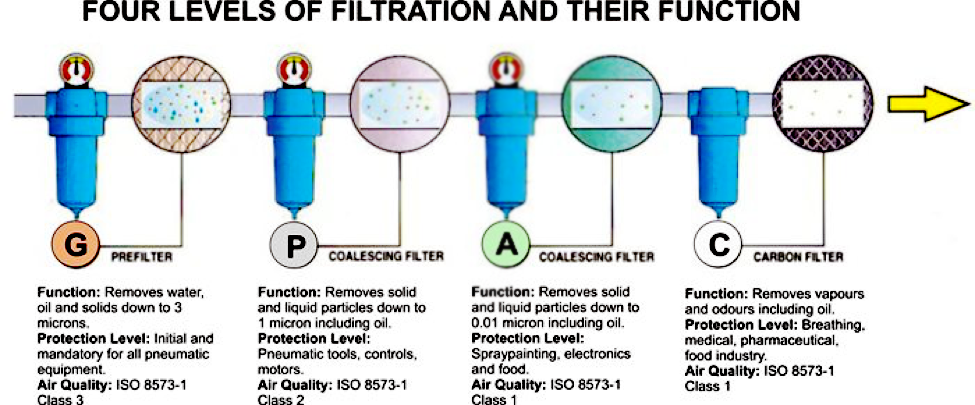 FOUR LEVELS OF FILTRATION AND THEIR FUNCTION
G
PREFILTER
P
COALESCING FILTER
A
COALESCING FILTER
C
CARBON FILTER
Function: Removes water,
oil and solids down to 3
microns.
Protection Level: Initial and
mandatory for all pneumatic
equipment.
Air Quality: ISO 8573-1
Class 3
Function: Removes solid
and liquid particles down to
1 micron including oil.
Protection Level:
Pneumatic tools, controls,
motors.
Air Quality: ISO 8573-1
Class 2
Function: Removes solid
and liquid particles down to
0.01 micron including oil.
Protection Level:
Spraypainting, electronics
and food.
Air Quality: ISO 8573-1
Class 1
Function: Removes vapours
and odours including oil.
Protection Level: Breathing,
medical, pharmaceutical,
food industry.
Air Quality: ISO 8573-1
Class 1